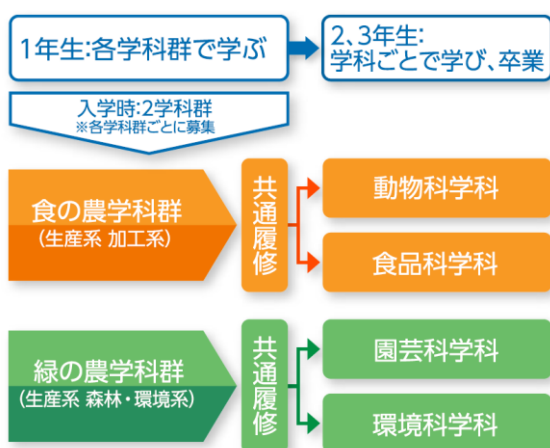 1年生:各学科群で学ぶ
2、3年生:
学科ごとで学び、卒業
入学時:2学科群
※各学科群ごとに募集
食の農学科群
(生産系 加工系)
共通履修
動物科学科
食品科学科
緑の農学科群
(生産系 森林・環境系)
共通履修
園芸科学科
環境科学科